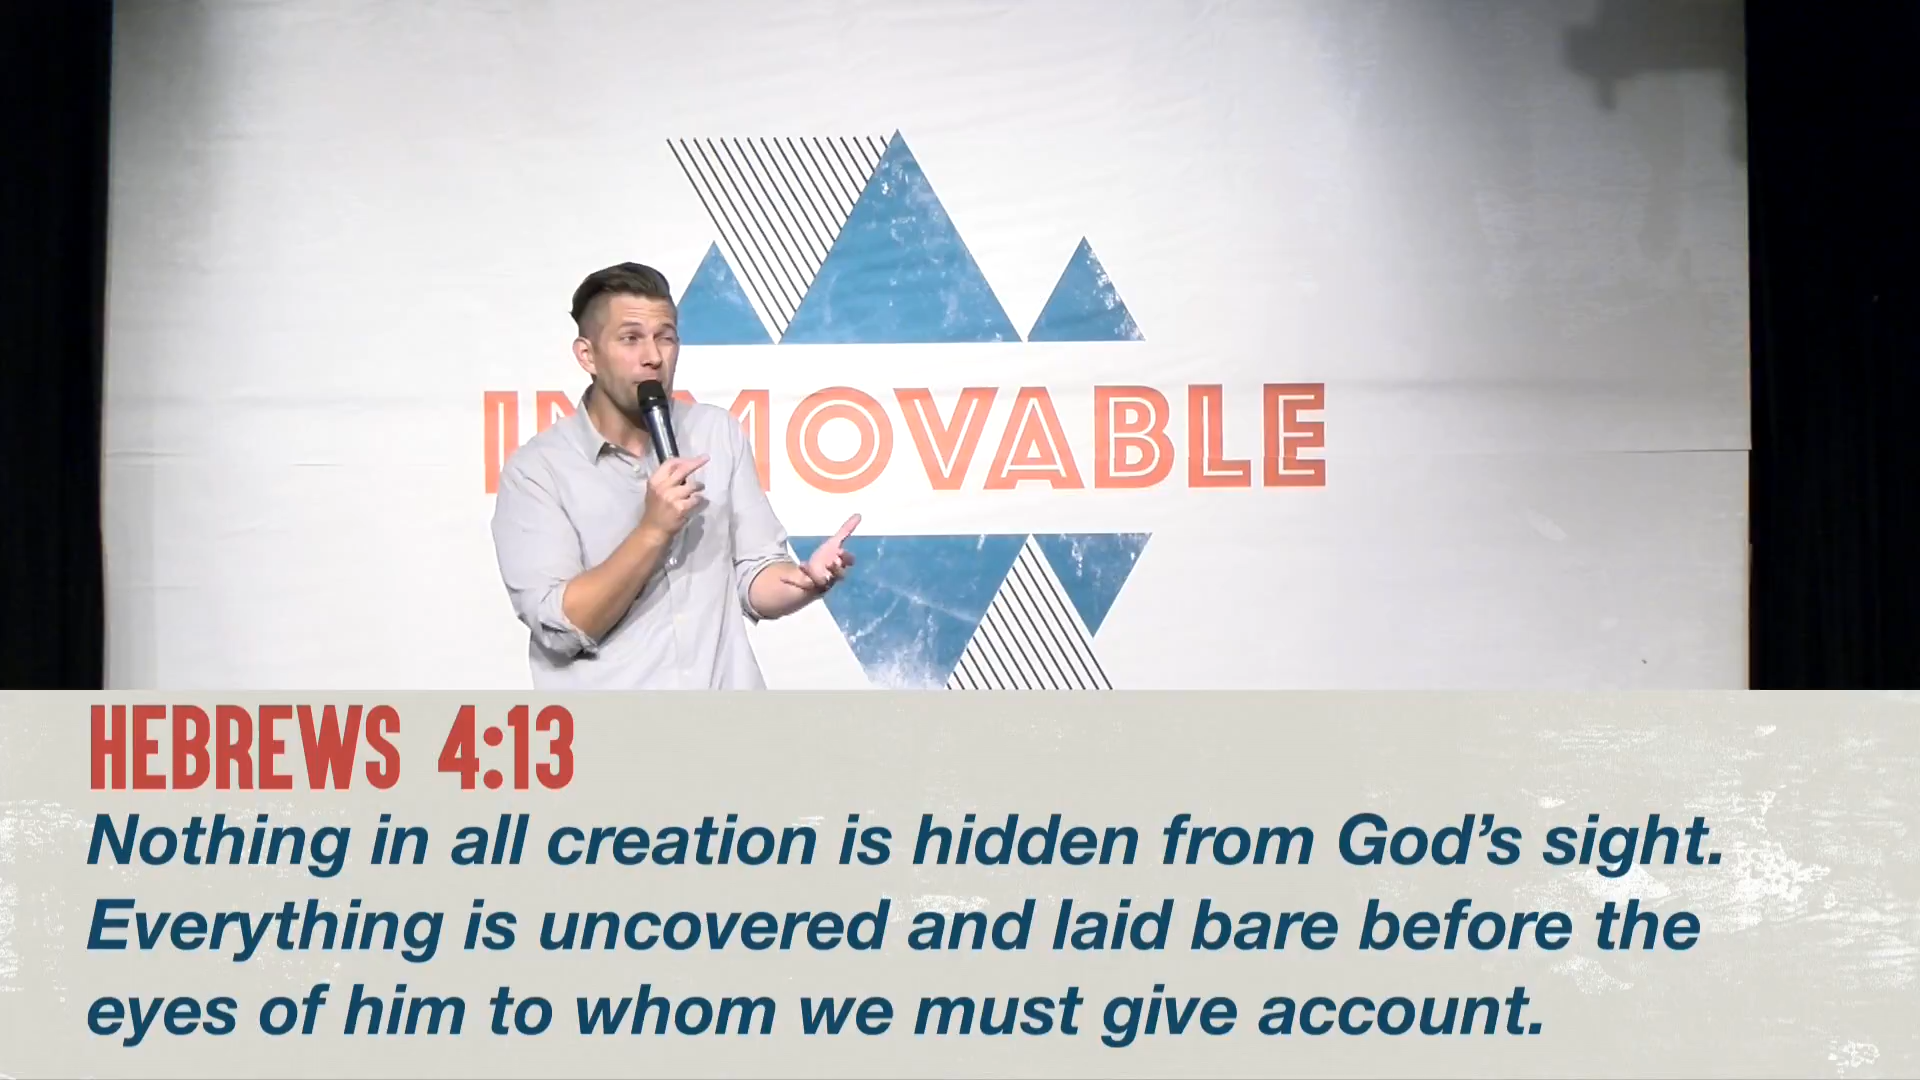 IMMOVABLE
HEBREWS 4:13
Nothing in all creation is hidden from God’s sight.
Everything is uncovered and laid bare before the
eyes of him to whom we must give account.